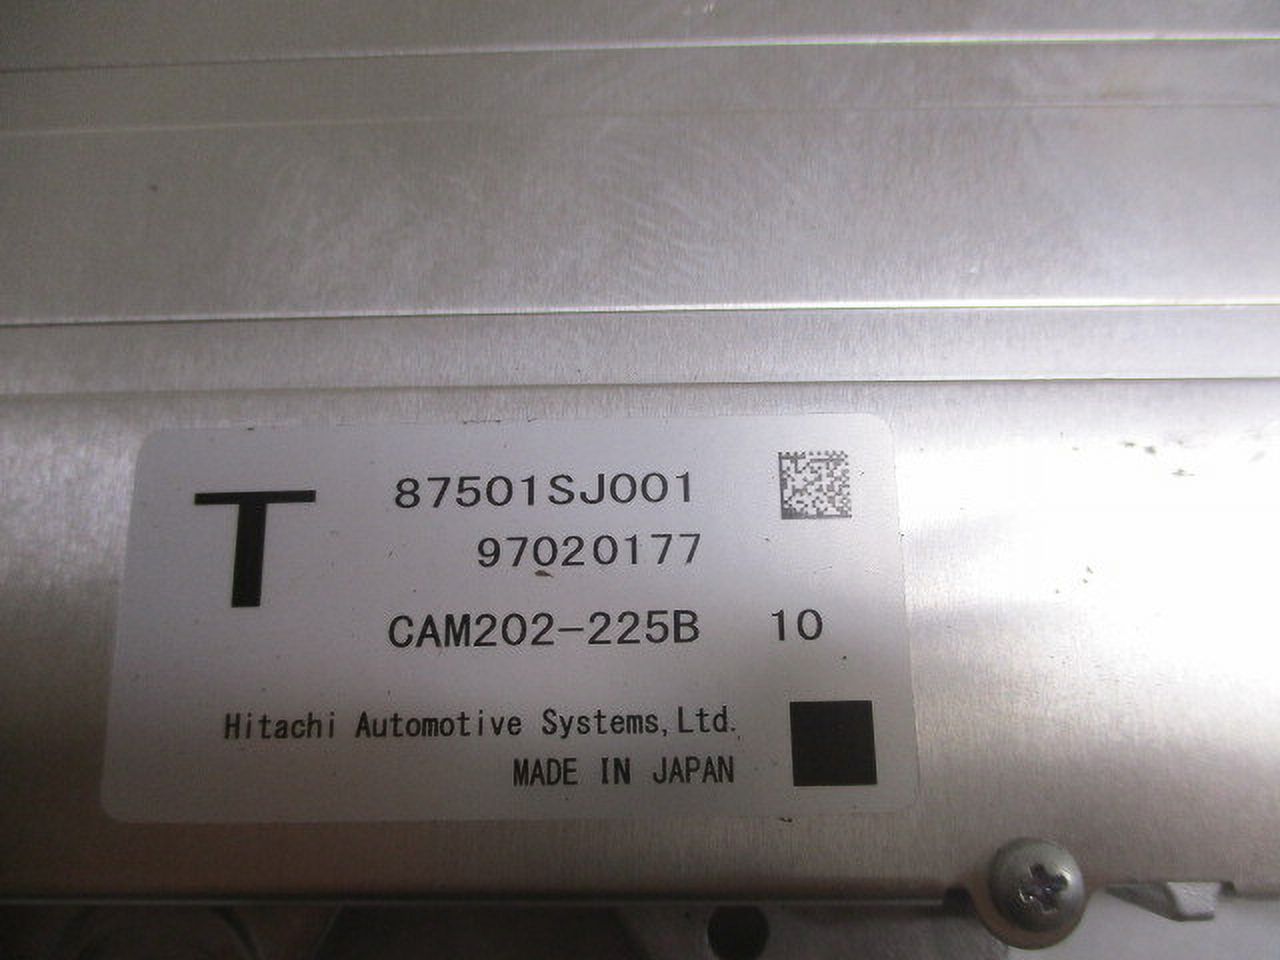 T
87501SJ001
97020177
CAM202-225B 10
Hitachi Automotive Systems,Ltd.
MADE IN JAPAN